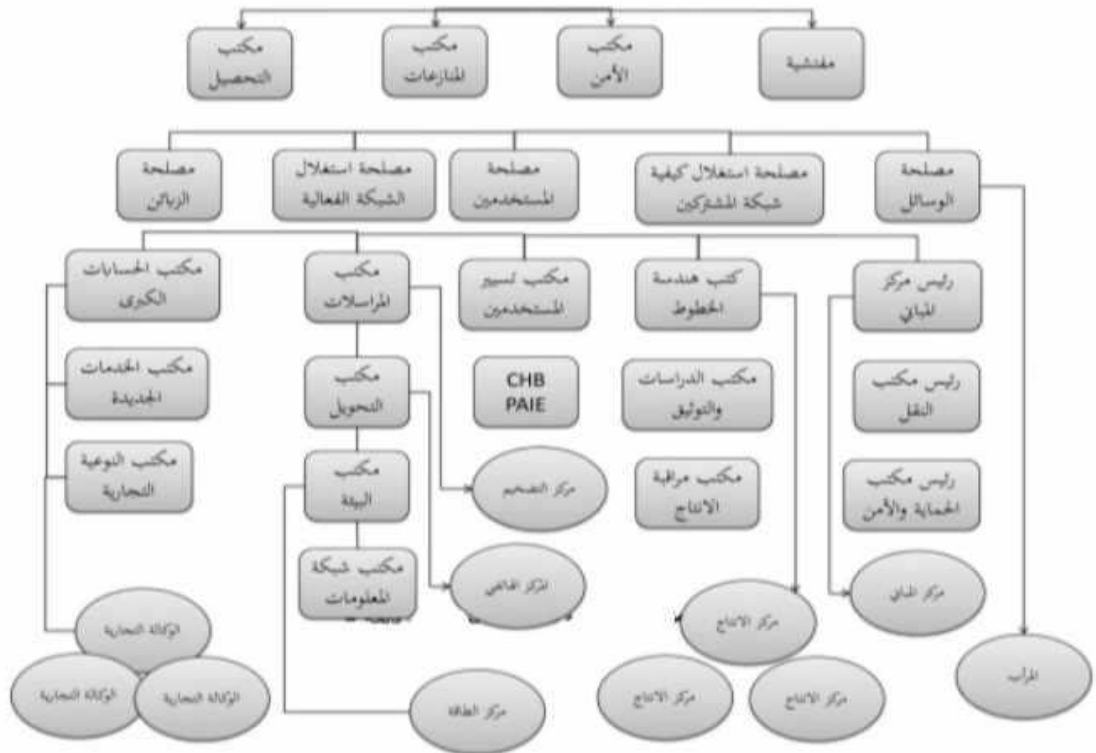 مفتشية
مكتب
الأمن
مكتب
المنازعات
مكتب
التحصيل
مصلحة
الوسائل
مصلحة استغلال كيفية
شبكة المشتركين
مصلحة
المستخدمين
مصلحة استغلال
الشبكة الفعالية
مصلحة
الزبائن
رئيس مركز
المباني
كتب هندسة
الخطوط
مكتب تسيير
المستخدمين
مكتب
المراسلات
مكتب الحسابات
الكبرى
رئيس مكتب
النقل
مكتب الدراسات
والتوثيق
CHB
PAIE
مكتب
التحويل
مكتب الخدمات
الجديدة
رئيس مكتب
الحماية والأمن
مكتب مراقبة
الانتاج
مركز التضخيم
مكتب
البيئة
مكتب النوعية
التجارية
مركز المباني
مركز الانتاج
المركز الهاتفي
مكتب شبكة
المعلومات
الوكالة التجارية
المرآب
مركز الانتاج
مركز الانتاج
مركز الطاقة
الوكالة التجارية
الوكالة التجارية